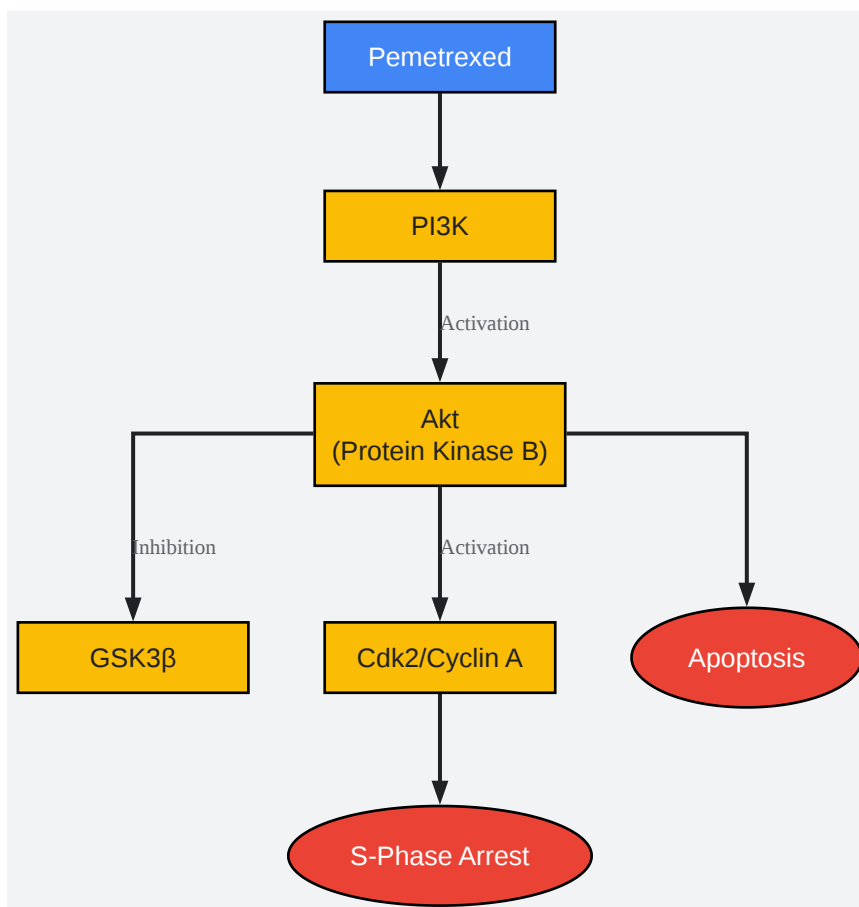 Pemetrexed
PI3K
Activation
Akt
(Protein Kinase B)
Inhibition
Activation
GSK3β
Cdk2/Cyclin A
Apoptosis
S-Phase Arrest